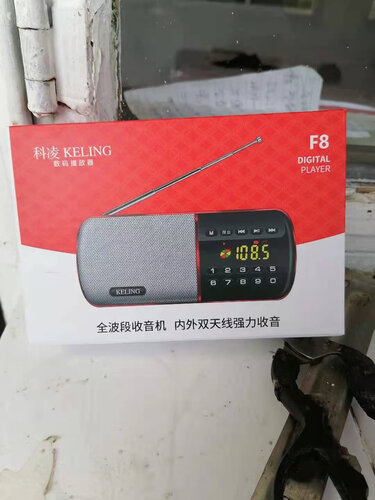 科凌 KELING
数码播放器
F8
DIGITAL
PLAYER
M
108.5
1 2 3 4 5
6 7 8 9 0
KELING
全波段收音机 内外双天线强力收音